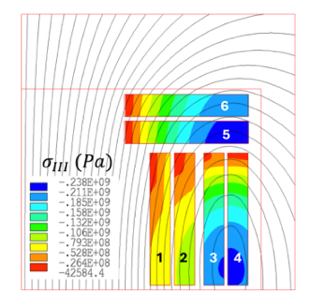 6
5
σIII (Pa)
-.238E+09
-.211E+09
-.185E+09
-.158E+09
-.132E+09
-.106E+09
-.793E+08
-.528E+08
-.264E+08
-42584.4
1 2 3 4